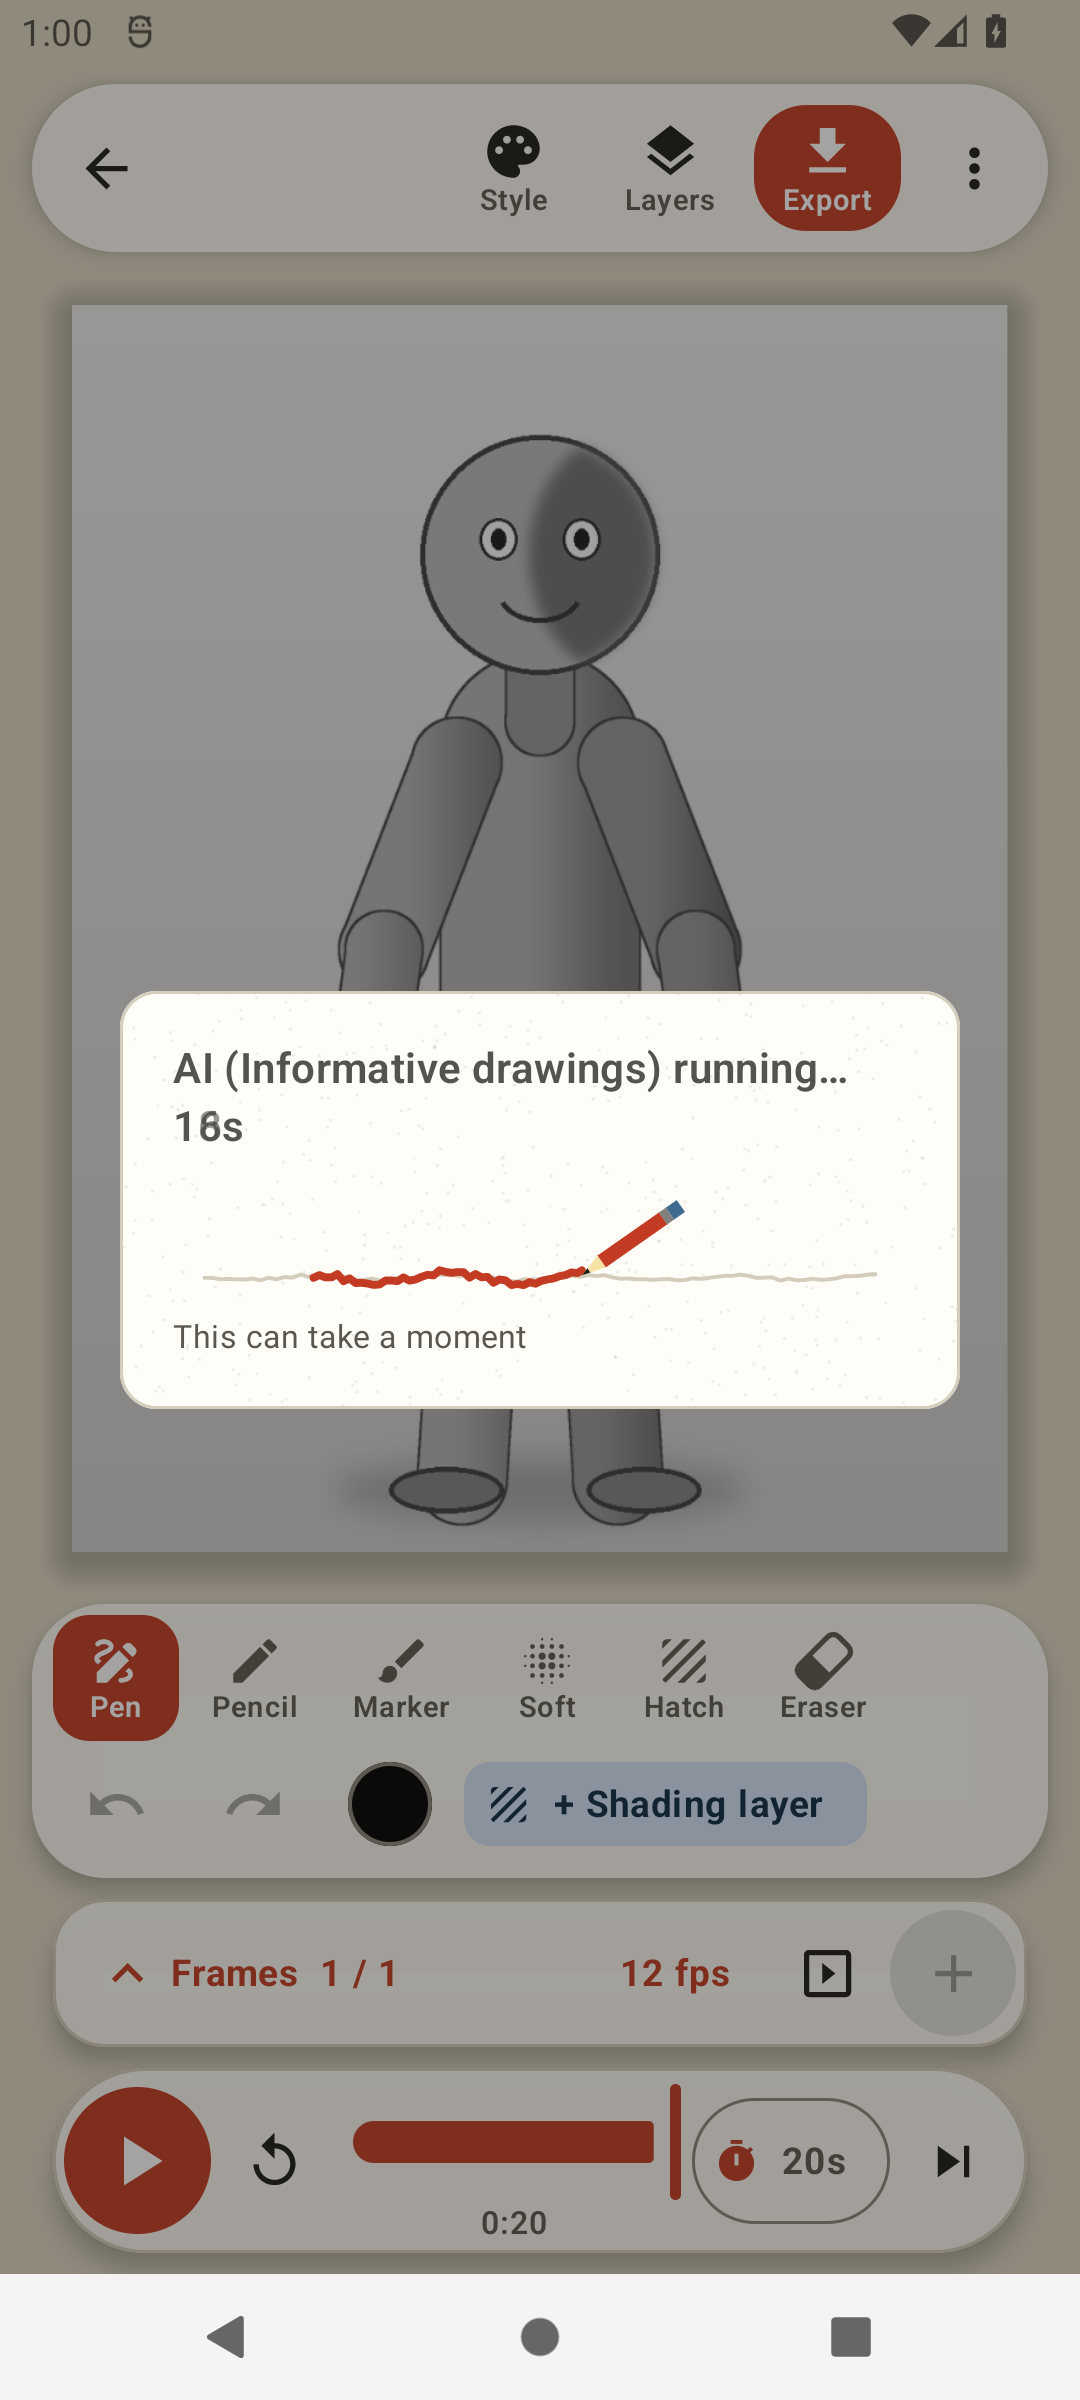 1:00
Style
Layers
Export
AI (Informative drawings) running...
This can take a moment
Pen
Pencil
Marker
Soft
Hatch
Eraser
+ Shading layer
Frames 1 / 1
12 fps
20s
0:20